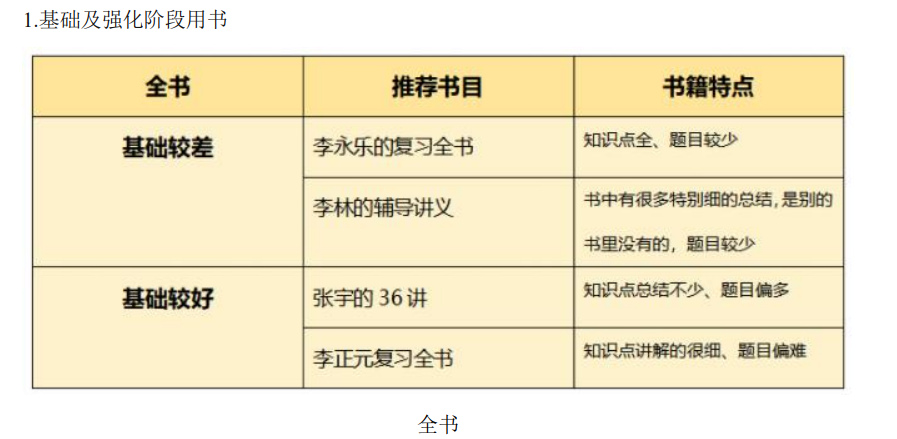 1.基础及强化阶段用书
全书 推荐书目 书籍特点
基础较差 李永乐的复习全书 知识点全、题目较少
李林的辅导讲义 书中有很多特别细的总结,是别的
书里没有的，题目较少
基础较好 张宇的 36 讲 知识点总结不少、题目偏多
李正元复习全书 知识点讲解的很细、题目偏难
全书